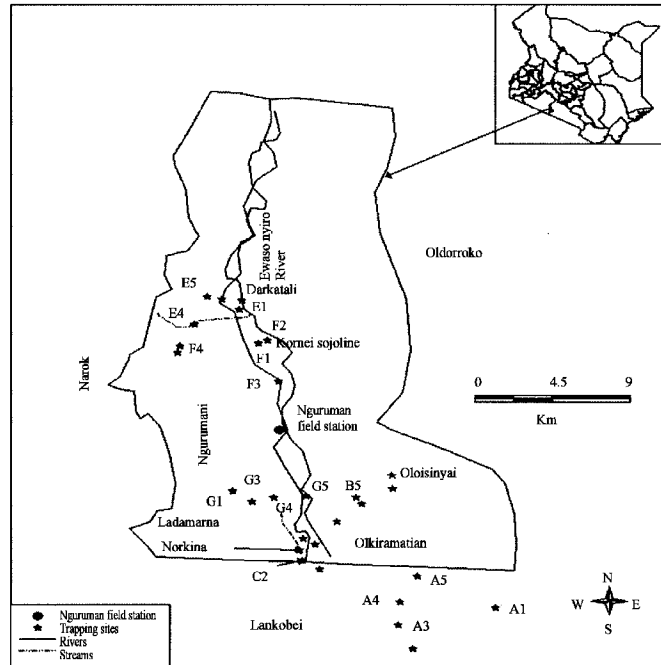 Ewaso nyiro
River
Oldorroko
E5
Darkatali
E1
E4
F2
Kornei sojoline
F4
F1
F3
Narok
0 4.5 9
Km
Ngurumani
Nguruman
field station
Oloisinyai
G3
G5
B5
G1
G4
Ladamarna
Norkina
Olkiramatian
C2
A5
A4
A1
N
W E
S
Lankobei
A3
Nguruman field station
Trapping sites
Rivers
Streams